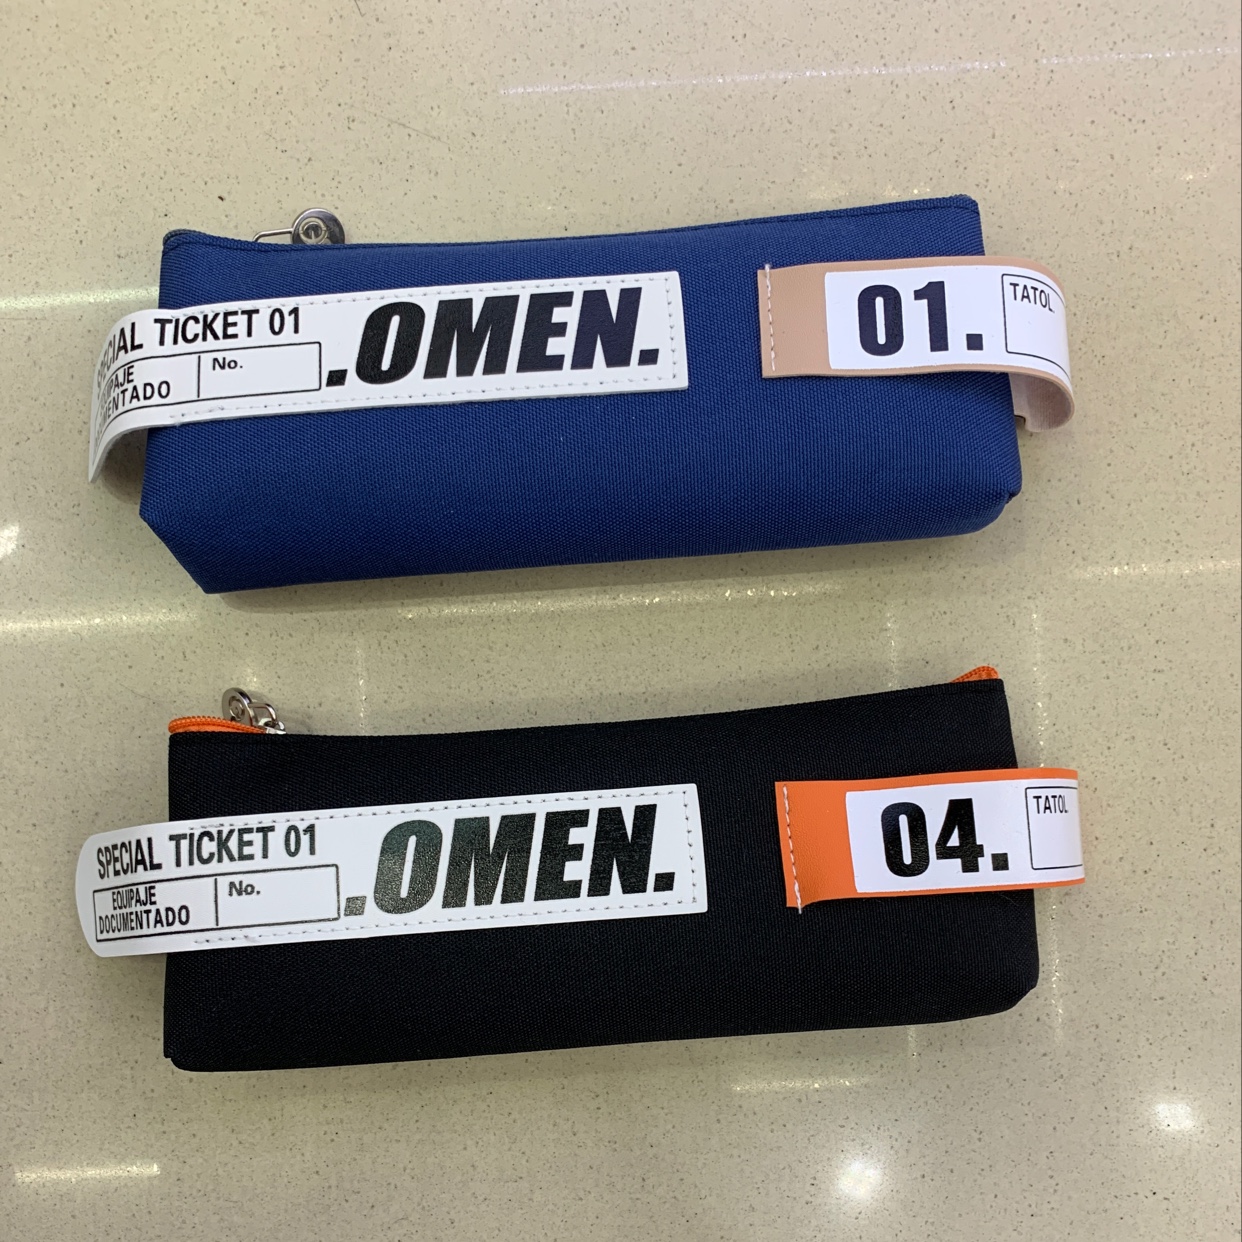 SPECIAL TICKET 01
EQUIPAJE
DOCUMENTADO
No.
.OMEN.
01.
TATOL
SPECIAL TICKET 01
EQUIPAJE
DOCUMENTADO
No.
.OMEN.
04.
TATOL